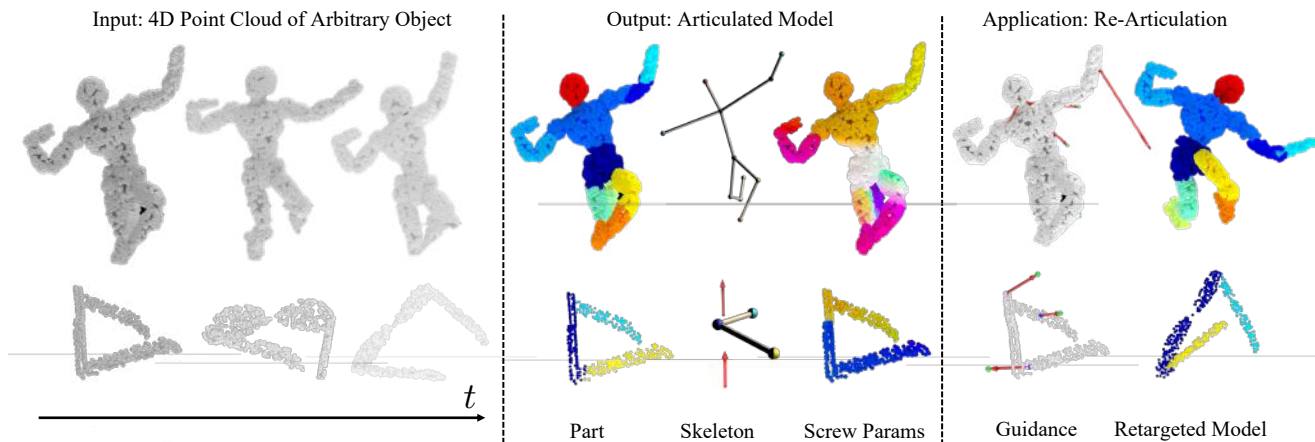 Input: 4D Point Cloud of Arbitrary Object
Output: Articulated Model
Application: Re-Articulation
t
Part
Skeleton
Screw Params
Guidance
Retargeted Model